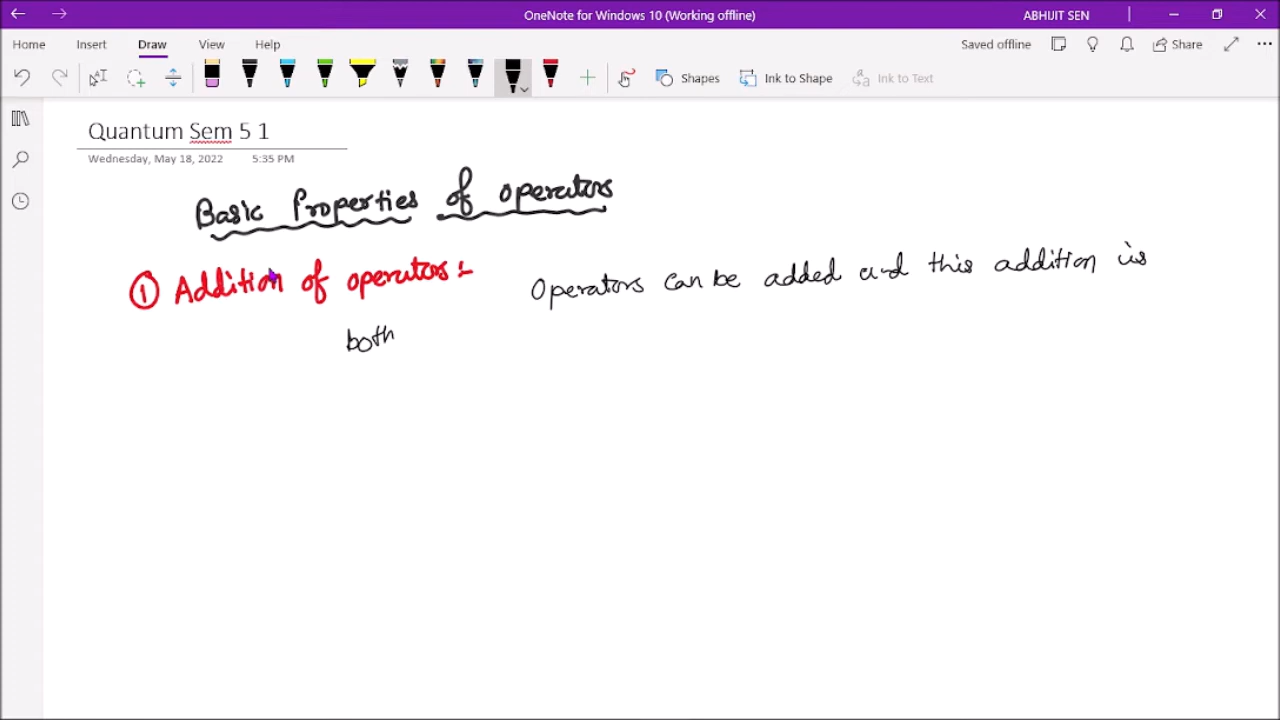 OneNote for Windows 10 (Working offline)
ABHIJIT SEN
Home Insert Draw View Help
Saved offline
Share
Shapes
Ink to Shape
Ink to Text
Quantum Sem 5 1
Wednesday, May 18, 2022 5:35 PM
Basic Properties of operators
① Addition of operators :- Operators can be added and this addition is
both